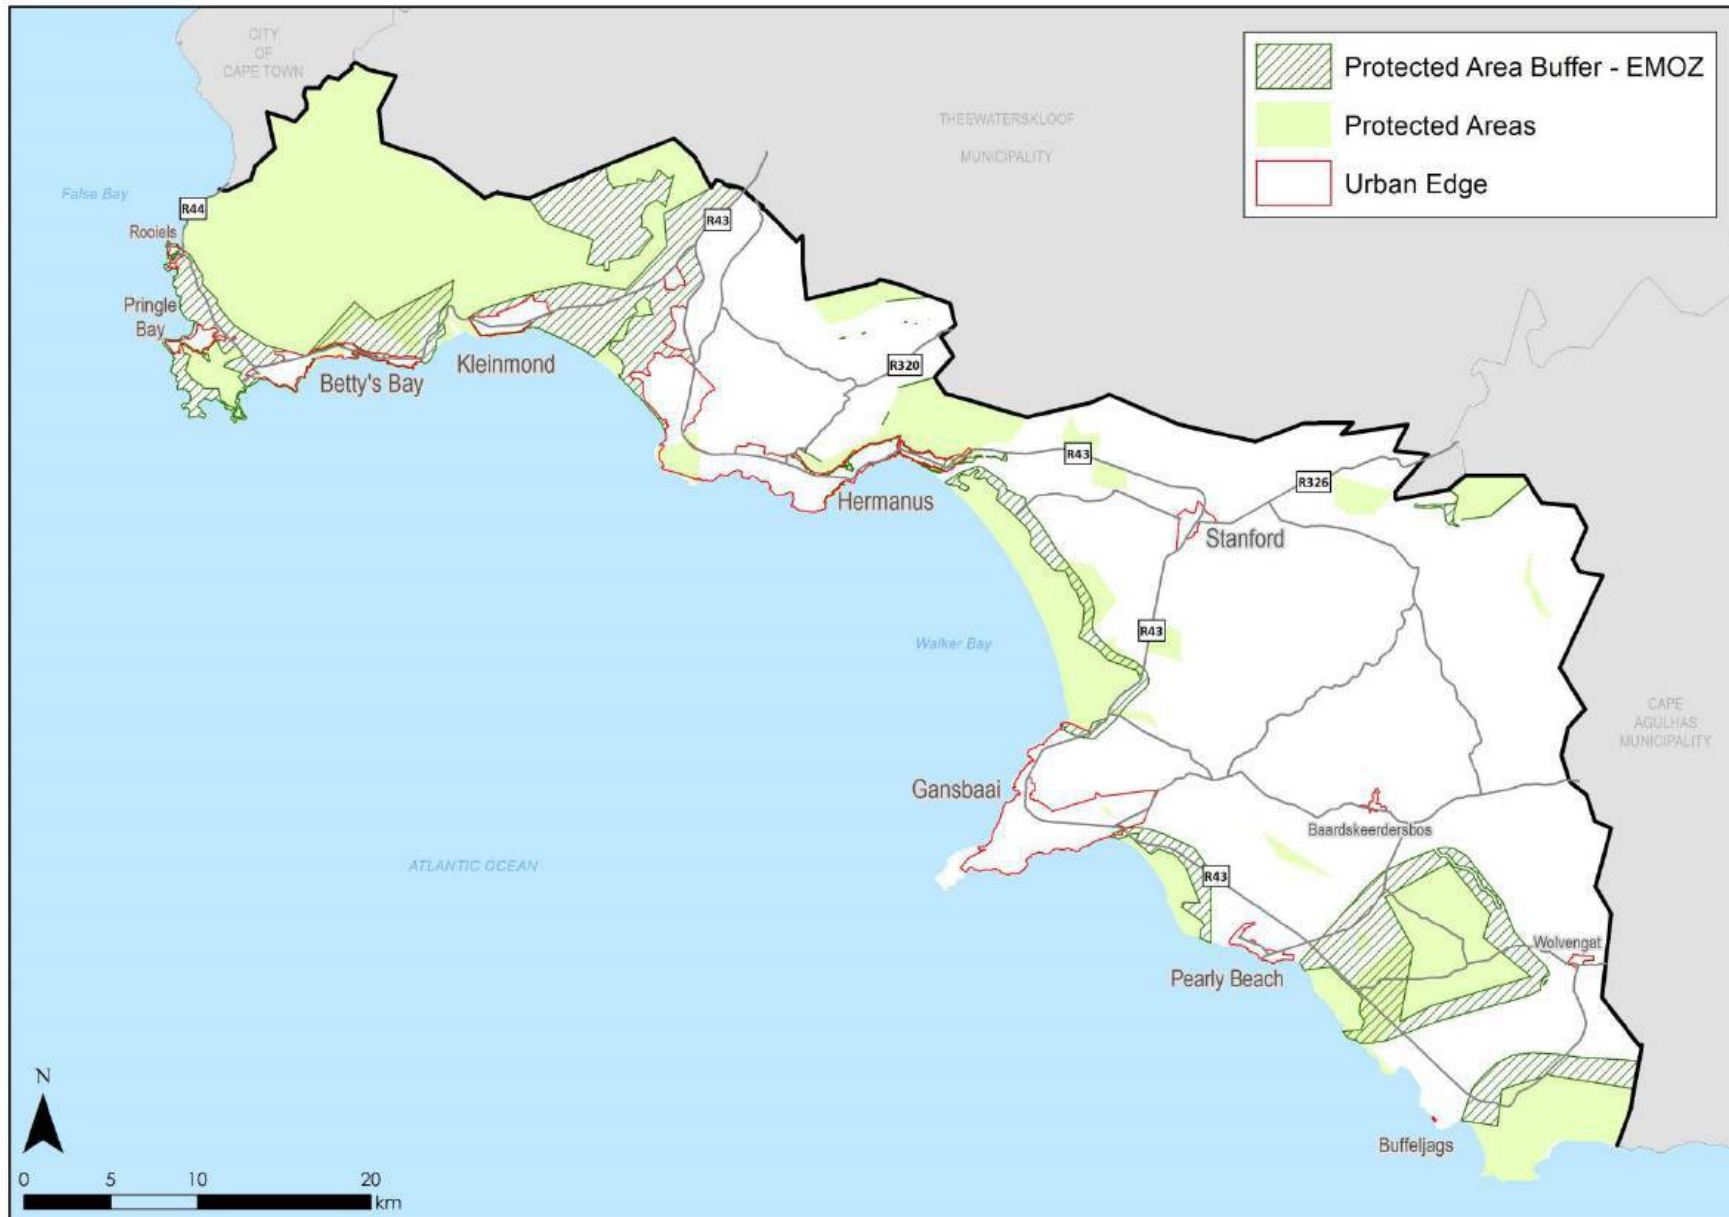 CITY
OF
CAPE TOWN
Protected Area Buffer - EMOZ
Protected Areas
Urban Edge
THEEWATERSKLOOF
MUNICIPALITY
False Bay
R44
Rooiels
R43
Pringle
Bay
Kleinmond
Betty's Bay
R320
R43
Hermanus
R326
Stanford
R43
Walker Bay
CAPE
AGULHAS
MUNICIPALITY
Gansbaai
Baardskeerdersbos
ATLANTIC OCEAN
R43
Wolvengat
Pearly Beach
Buffeljags
N
0 5 10 20
km